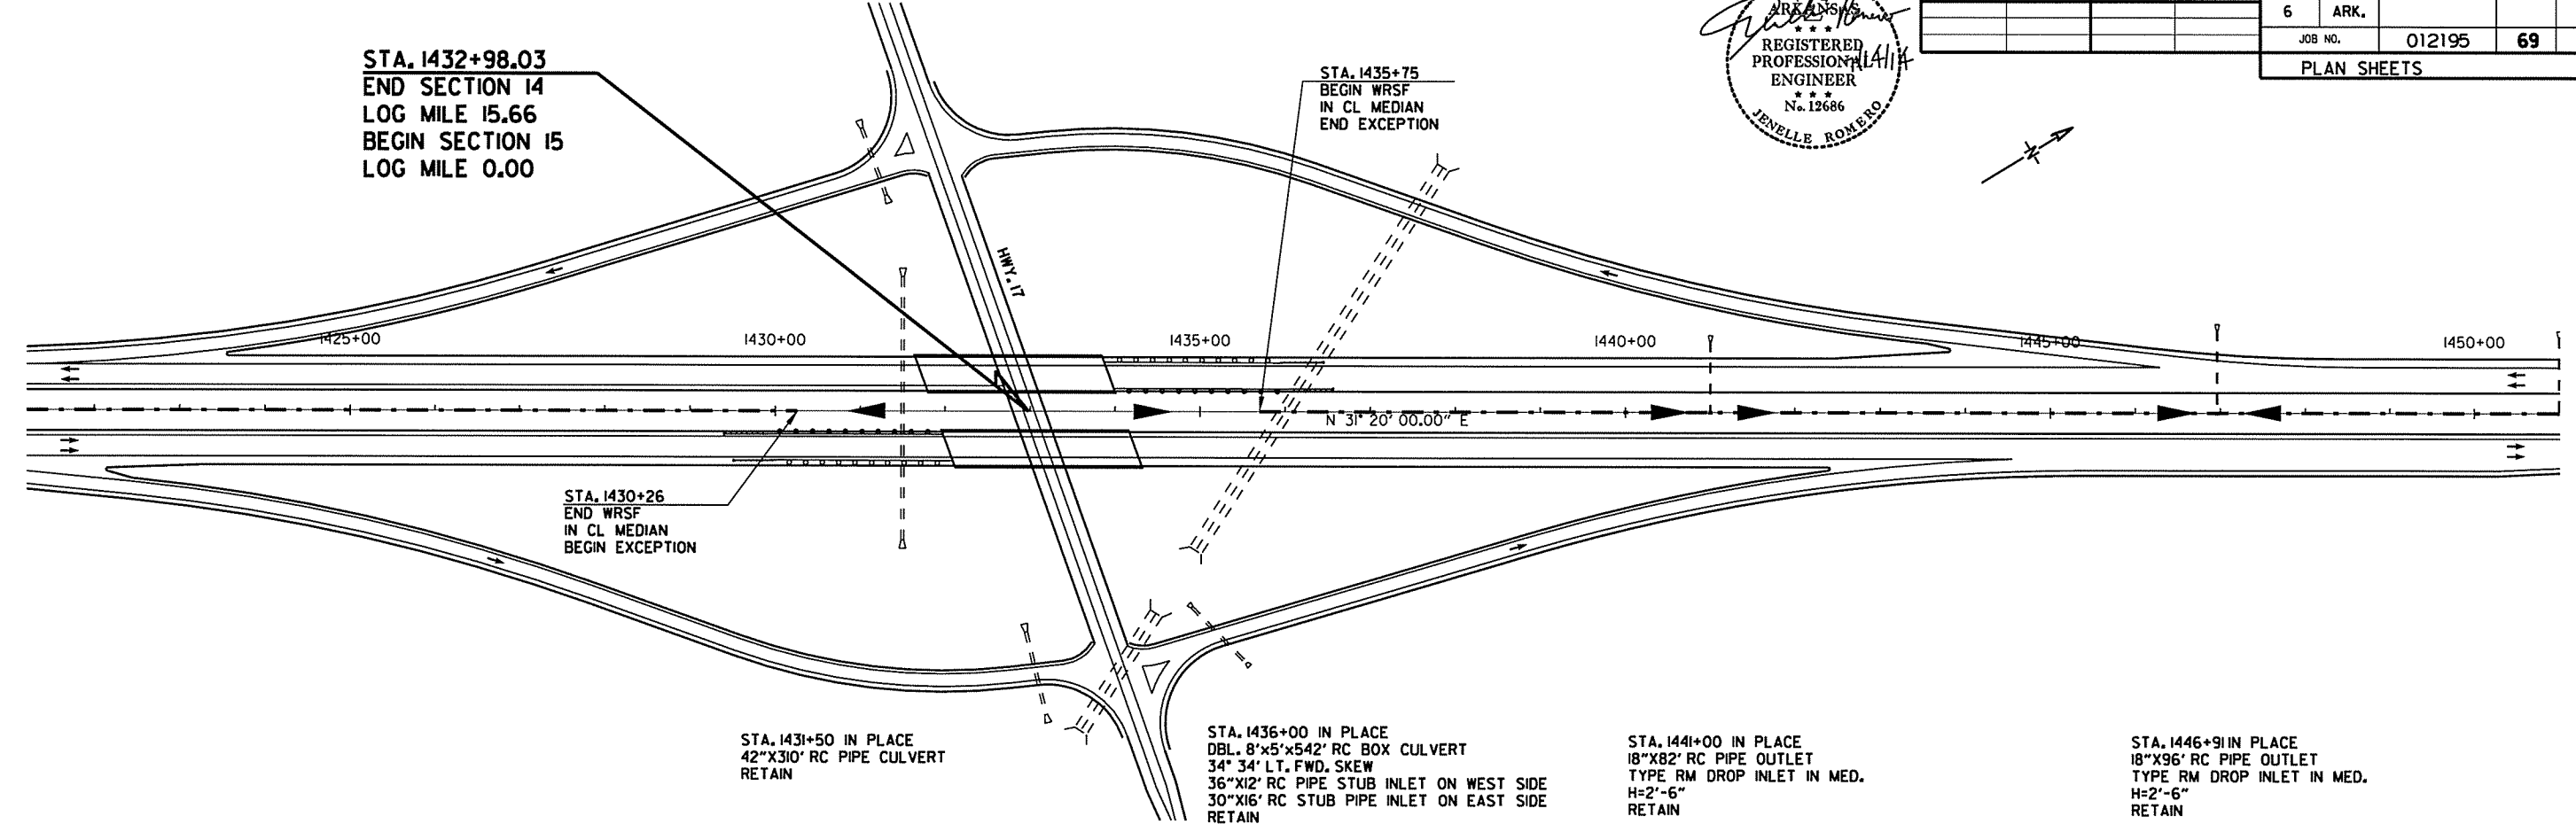 STA. 1432+98.03
END SECTION 14
LOG MILE 15.66
BEGIN SECTION 15
LOG MILE 0.00
STA. 1435+75
BEGIN WRSF
IN CL MEDIAN
END EXCEPTION
ARKANSAS
* * *
REGISTERED
PROFESSIONAL
ENGINEER
* * *
No. 12686
JENELLE ROMERO
6 ARK.
JOB NO. 012195 69
PLAN SHEETS
N
HWY. 17
1425+00
1430+00
1435+00
1440+00
1445+00
1450+00
N 31° 20' 00.00" E
STA. 1430+26
END WRSF
IN CL MEDIAN
BEGIN EXCEPTION
STA. 1431+50 IN PLACE
42"X310' RC PIPE CULVERT
RETAIN
STA. 1436+00 IN PLACE
DBL. 8'x5'x542' RC BOX CULVERT
34° 34' LT. FWD. SKEW
36"X12' RC PIPE STUB INLET ON WEST SIDE
30"X16' RC STUB PIPE INLET ON EAST SIDE
RETAIN
STA. 1441+00 IN PLACE
18"X82' RC PIPE OUTLET
TYPE RM DROP INLET IN MED.
H=2'-6"
RETAIN
STA. 1446+91 IN PLACE
18"X96' RC PIPE OUTLET
TYPE RM DROP INLET IN MED.
H=2'-6"
RETAIN